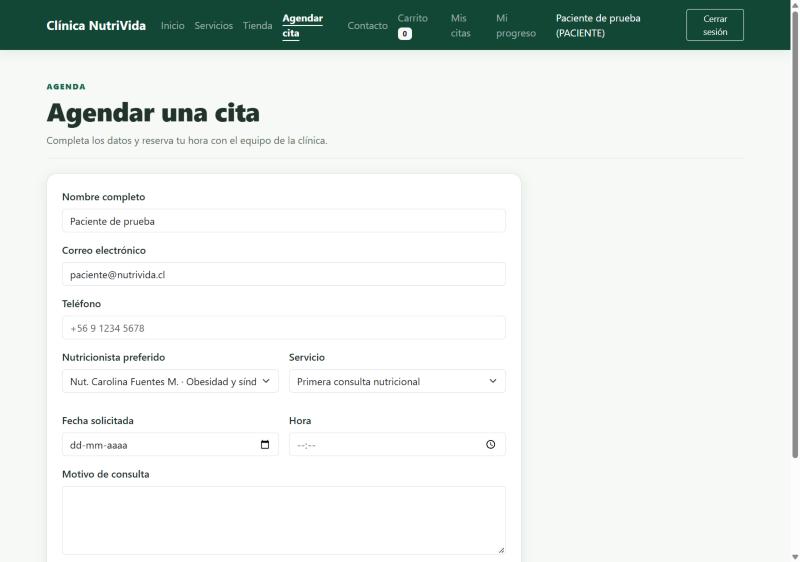 Clínica NutriVida Inicio Servicios Tienda Agendar cita Contacto Carrito 0 Mis citas Mi progreso Paciente de prueba (PACIENTE) Cerrar sesión
AGENDA
Agendar una cita
Completa los datos y reserva tu hora con el equipo de la clínica.
Nombre completo
Paciente de prueba
Correo electrónico
paciente@nutrivida.cl
Teléfono
+56 9 1234 5678
Nutricionista preferido Servicio
Nut. Carolina Fuentes M. · Obesidad y sínd Primera consulta nutricional
Fecha solicitada Hora
dd-mm-aaaa --:--
Motivo de consulta